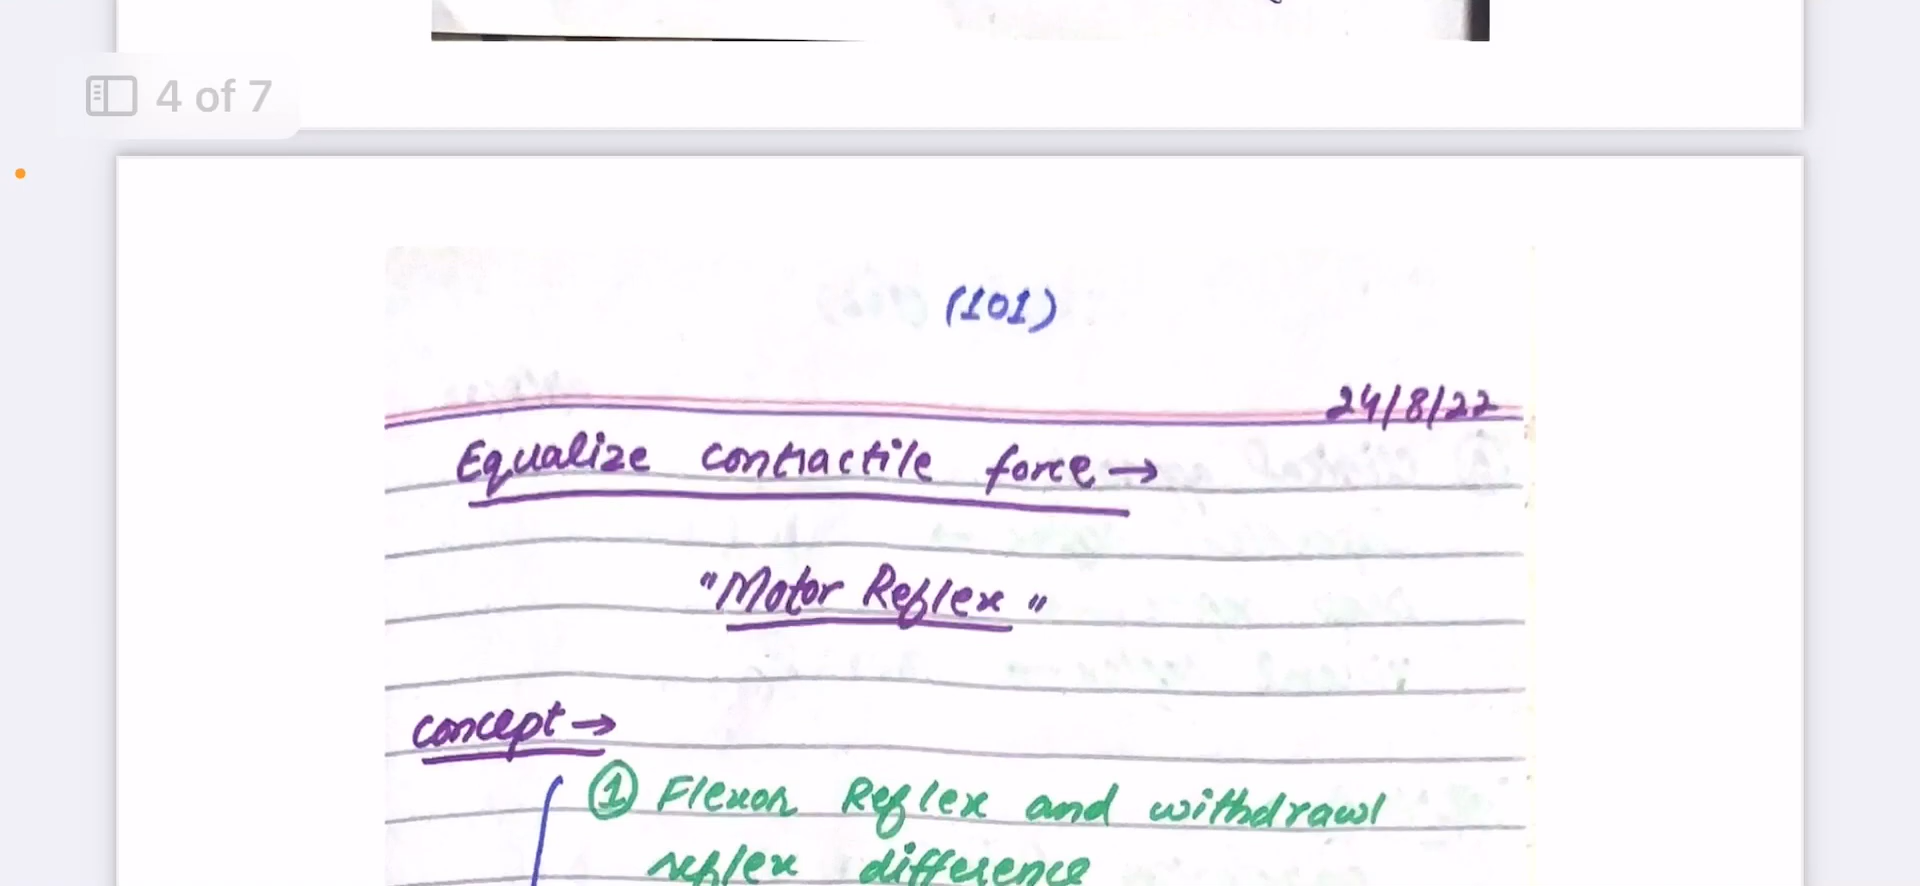 4 of 7
(101)
24/8/22
Equalize contractile force →
"Motor Reflex"
concept →
① Flexor Reflex and withdrawl
reflex difference